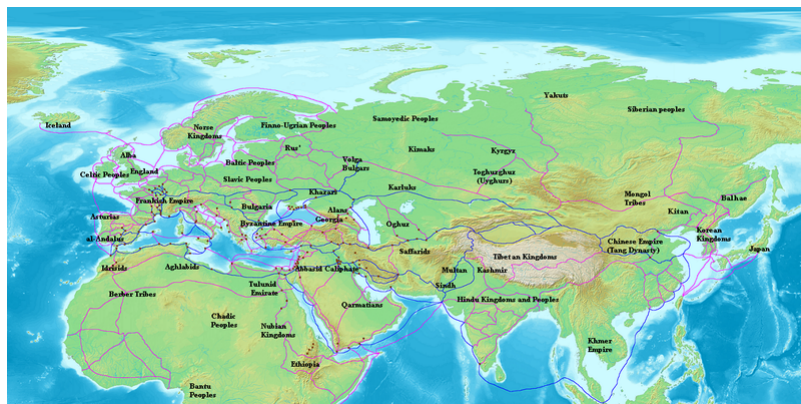 Yakuts
Siberian peoples
Samoyedic Peoples
Iceland
Norse
Kingdoms
Finno-Ugrian Peoples
Rus'
Kimaks
Kyrgyz
Alba
England
Celtic Peoples
Baltic Peoples
Volga
Bulgars
Toghuzghuz
(Uyghurs)
Slavic Peoples
Khazari
Karluks
Mongol
Tribes
Balhae
Frankish Empire
Bulgaria
Alans
Georgia
Kitan
Asturias
Byzantine Empire
Oghuz
Korean
Kingdoms
al-Andalus
Saffarids
Chinese Empire
(Tang Dynasty)
Japan
Idrisids
Aghlabids
Abbasid Caliphate
Multan
Tibetan Kingdoms
Kashmir
Tulunid
Emirate
Sindh
Berber Tribes
Qarmatians
Hindu Kingdoms and Peoples
Chadic
Peoples
Nubian
Kingdoms
Khmer
Empire
Ethiopia
Bantu
Peoples